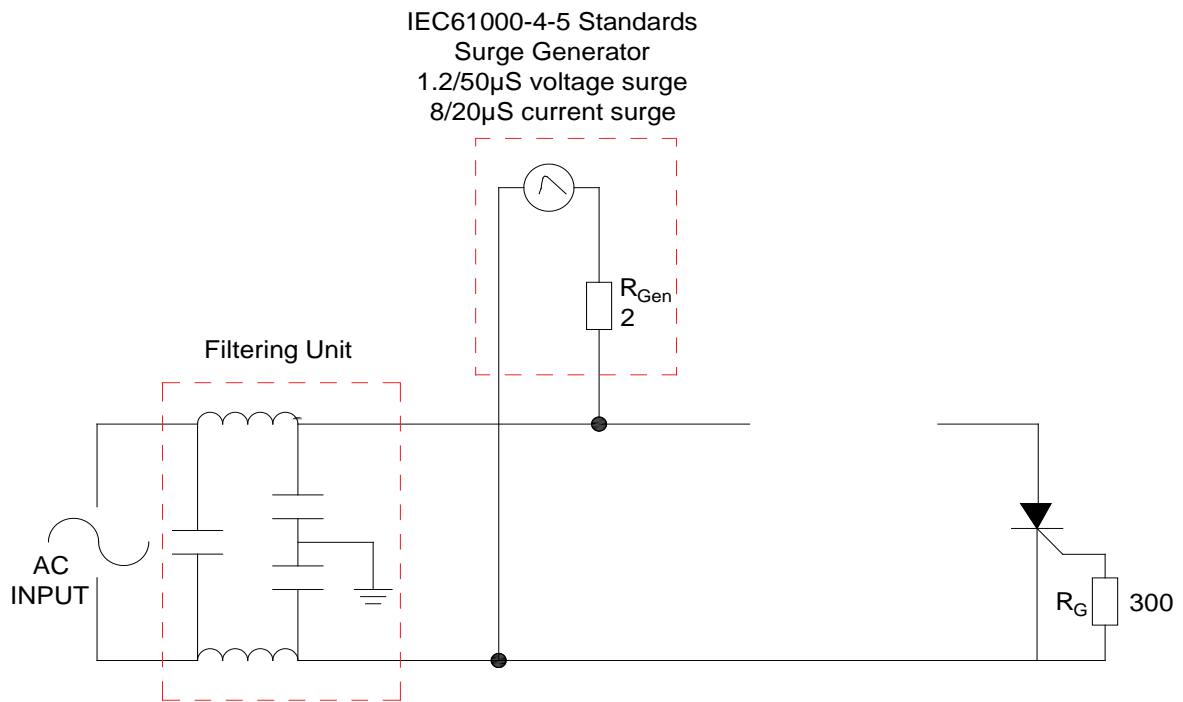 IEC61000-4-5 Standards
Surge Generator
1.2/50μS voltage surge
8/20μS current surge
RGen
2
Filtering Unit
AC
INPUT
RG
300